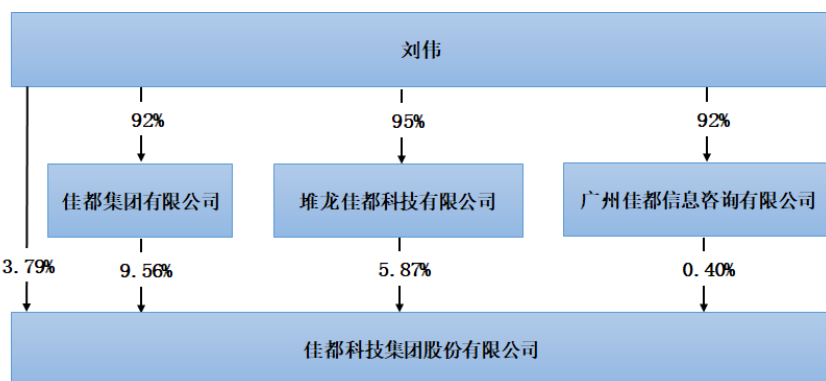 刘伟
92%
95%
92%
佳都集团有限公司
堆龙佳都科技有限公司
广州佳都信息咨询有限公司
3.79%
9.56%
5.87%
0.40%
佳都科技集团股份有限公司